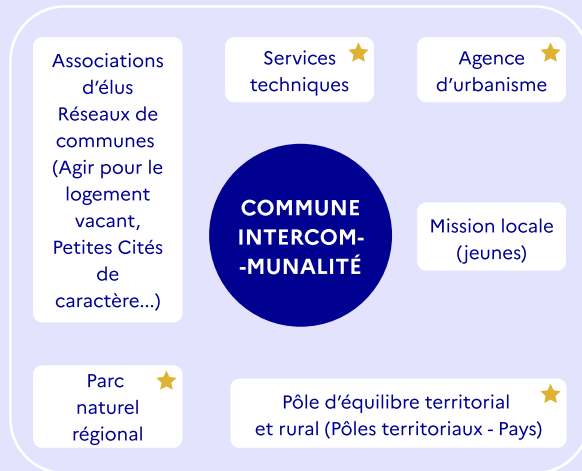 Associations
d'élus
Réseaux de
communes
(Agir pour le
logement
vacant,
Petites Cités
de
caractère...)
Services
techniques
Agence
d'urbanisme
COMMUNE
INTERCOM-
-MUNALITÉ
Mission locale
(jeunes)
Parc
naturel
régional
Pôle d'équilibre territorial
et rural (Pôles territoriaux - Pays)